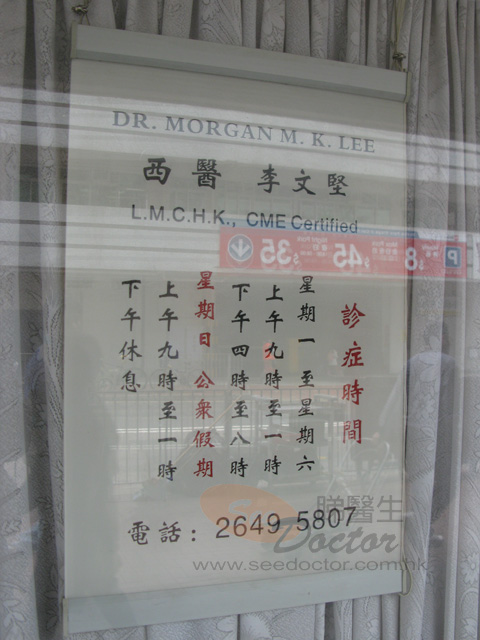 DR. MORGAN M. K. LEE
西醫 李文堅
L.M.C.H.K., CME Certified
診症時間
星期一至星期六
上午九時至一時
下午四時至八時
星期日 公眾假期
上午九時至一時
下午休息
電話: 2649 5807
睇醫生
Doctor
www.seedoctor.com.hk
$8
$45
$35
P